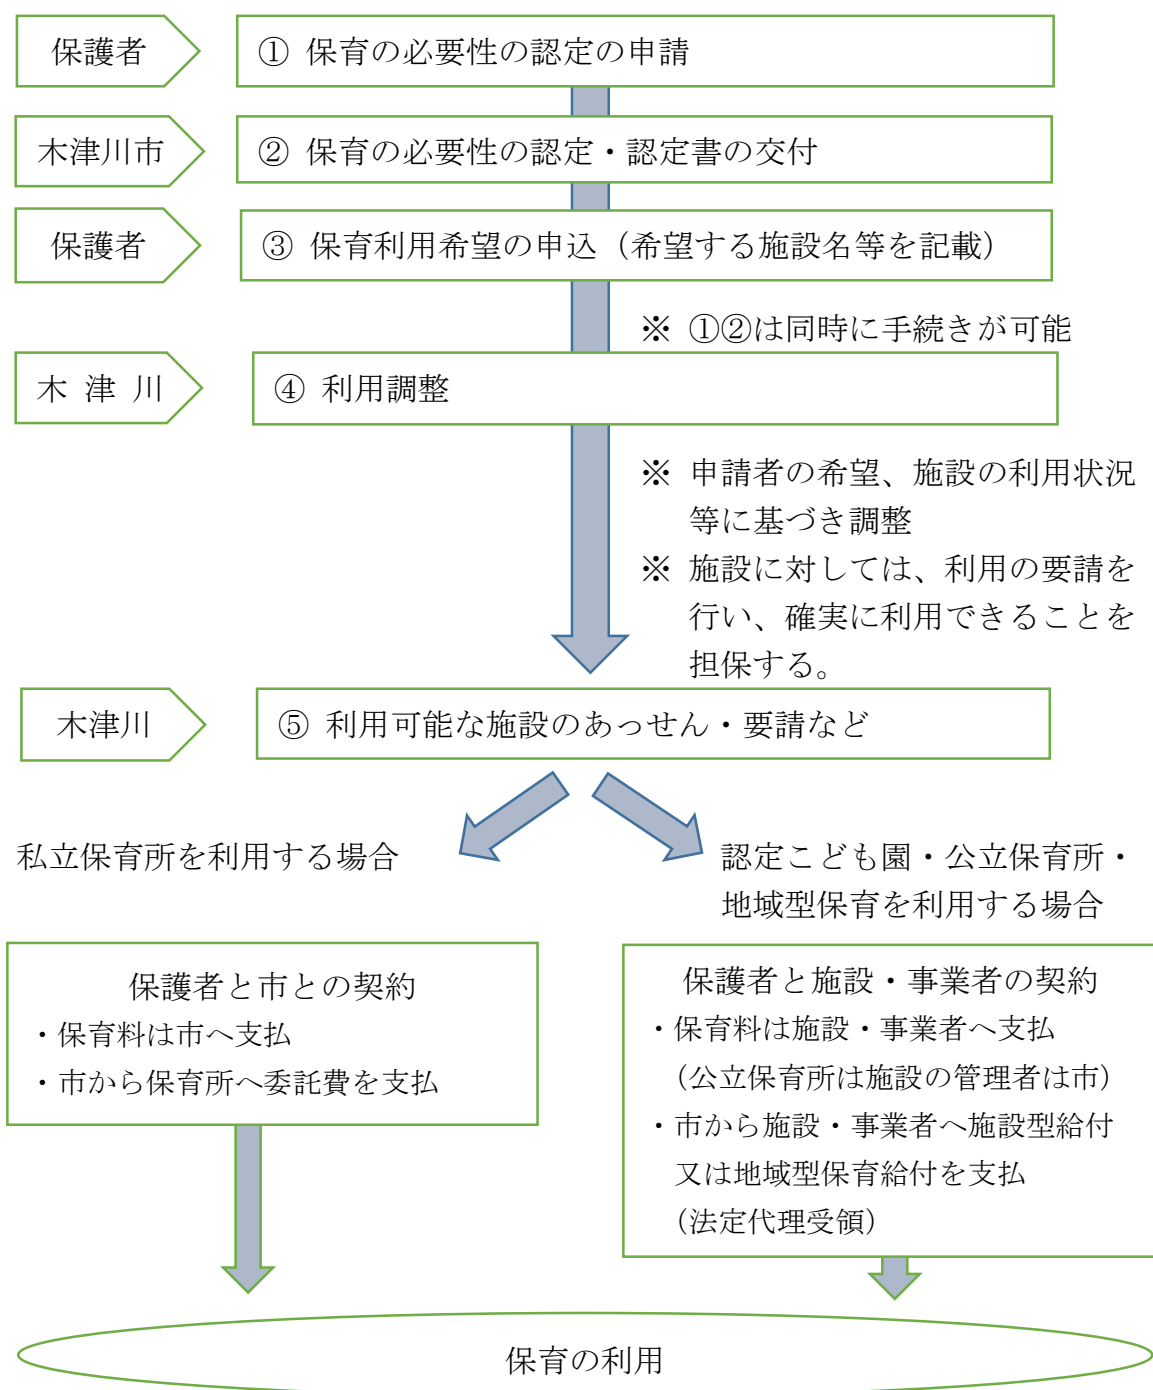 保護者
① 保育の必要性の認定の申請
木津川市
② 保育の必要性の認定・認定書の交付
保護者
③ 保育利用希望の申込（希望する施設名等を記載）
※ ①②は同時に手続きが可能
木 津 川
④ 利用調整
※ 申請者の希望、施設の利用状況
等に基づき調整
※ 施設に対しては、利用の要請を
行い、確実に利用できることを
担保する。
木津川
⑤ 利用可能な施設のあっせん・要請など
私立保育所を利用する場合
認定こども園・公立保育所・
地域型保育を利用する場合
保護者と市との契約
・保育料は市へ支払
・市から保育所へ委託費を支払
保護者と施設・事業者の契約
・保育料は施設・事業者へ支払
（公立保育所は施設の管理者は市）
・市から施設・事業者へ施設型給付
又は地域型保育給付を支払
（法定代理受領）
保育の利用